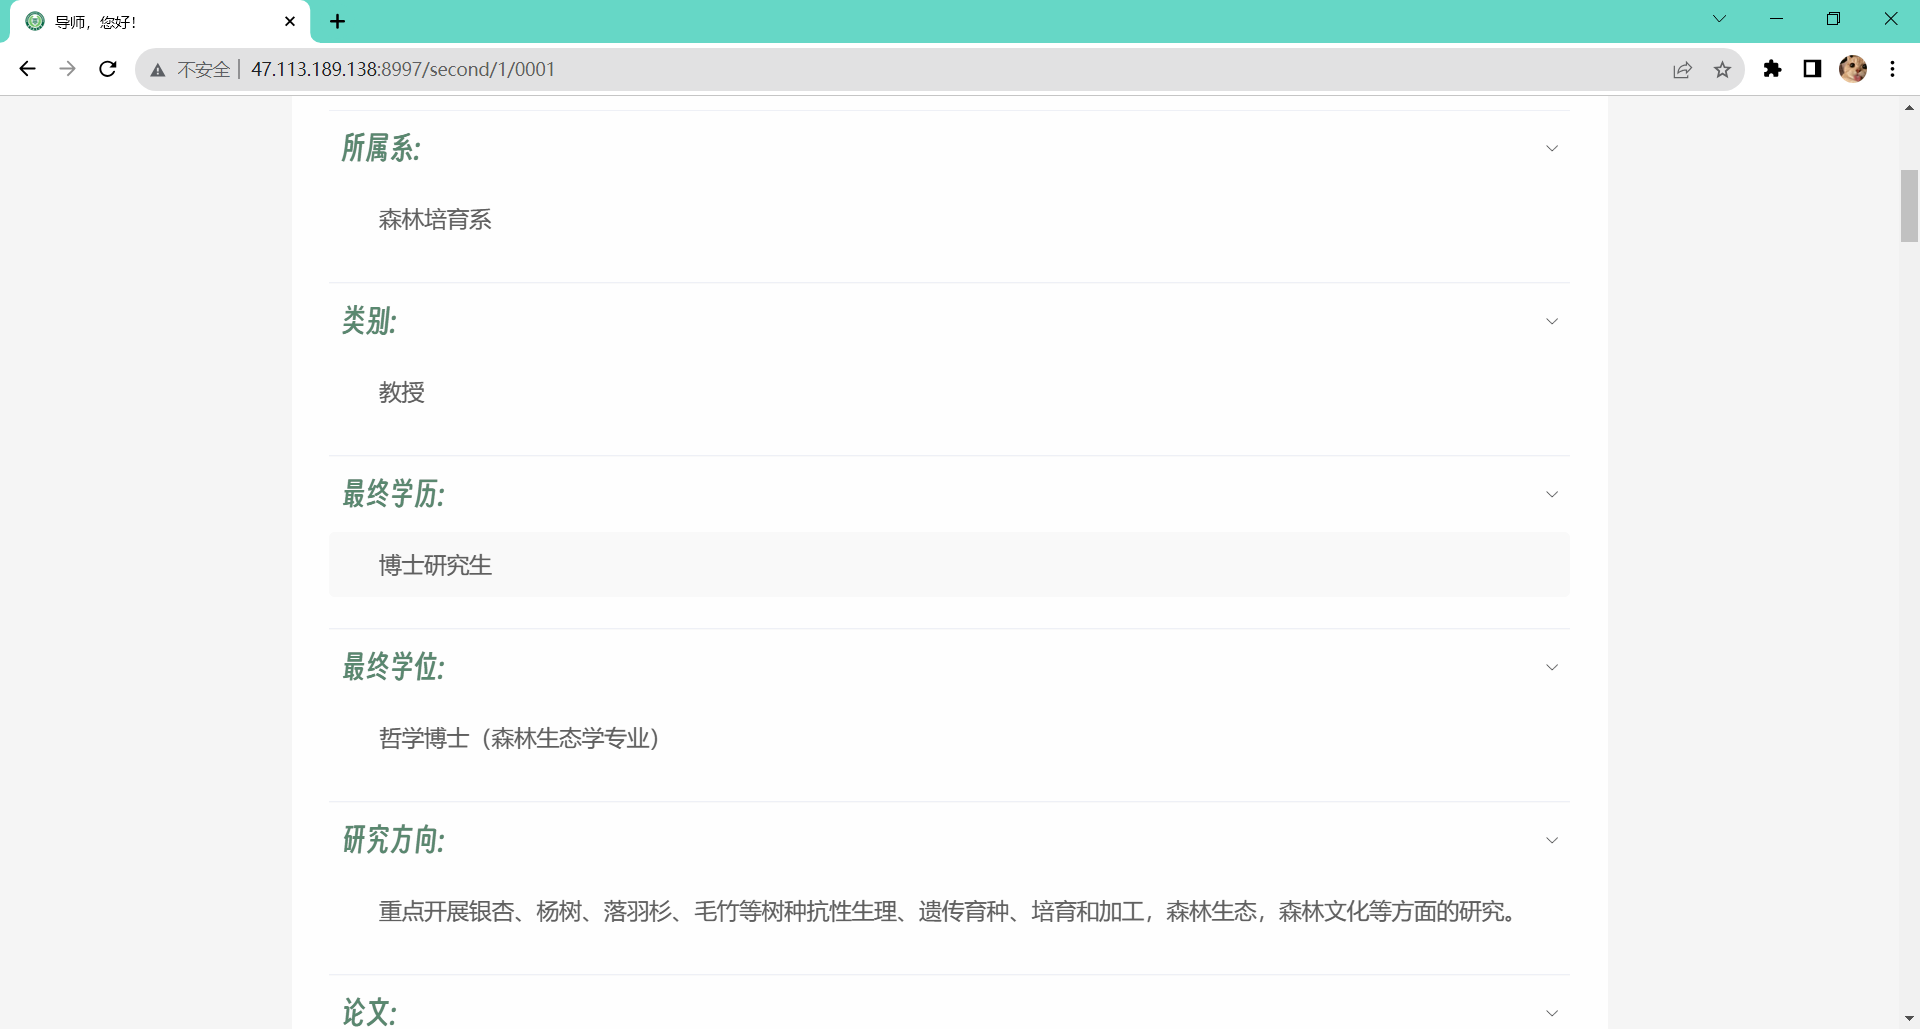 导师，您好！
不安全 47.113.189.138:8997/second/1/0001
所属系:
森林培育系
类别:
教授
最终学历:
博士研究生
最终学位:
哲学博士（森林生态学专业）
研究方向:
重点开展银杏、杨树、落羽杉、毛竹等树种抗性生理、遗传育种、培育和加工，森林生态，森林文化等方面的研究。
论文: